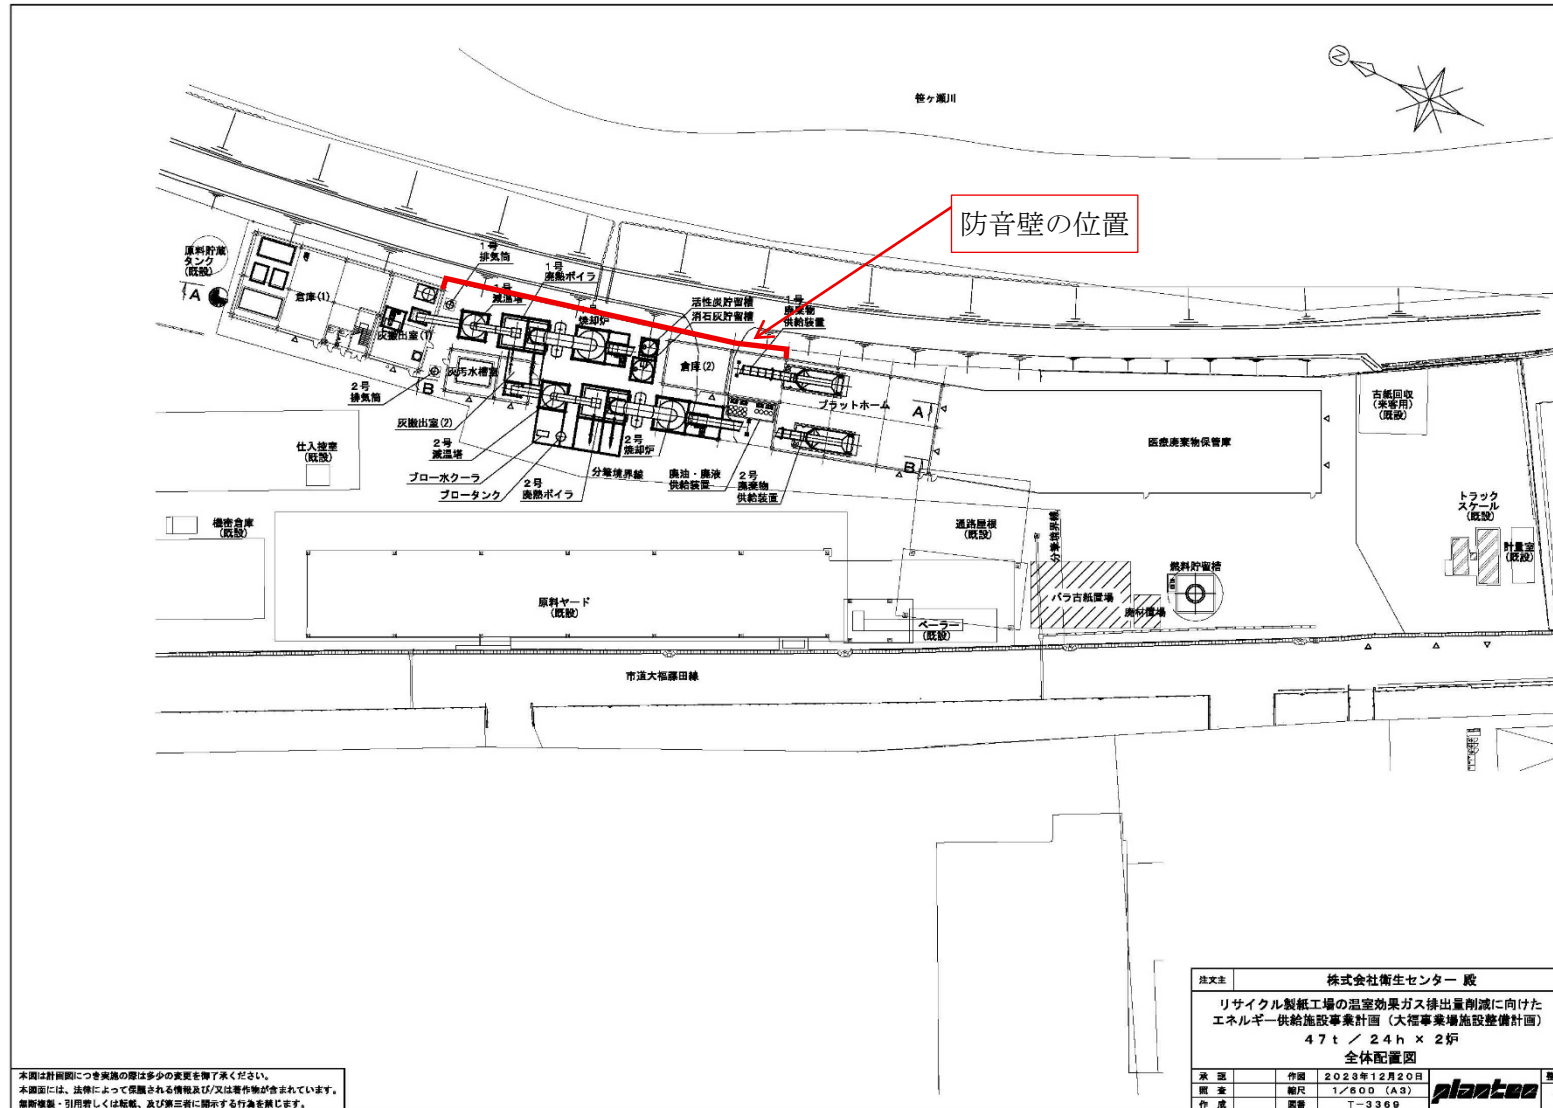 笹ヶ瀬川
N
防音壁の位置
原料貯蔵
タンク
(既設)
A
倉庫(1)
1号
排気筒
1号
廃熱ボイラ
1号
減温塔
焼却炉
活性炭貯留槽
消石灰貯留槽
1号
廃棄物
供給装置
灰搬出室(1)
灰汚水槽室
倉庫(2)
プラットホーム
A
B
2号
排気筒
B
灰搬出室(2)
2号
減温塔
2号
焼却炉
ブロー水クーラ
ブロータンク
2号
廃熱ボイラ
分筆境界線
廃油・廃液
供給装置
2号
廃棄物
供給装置
医療廃棄物保管庫
古紙回収
(来客用)
(既設)
仕入控室
(既設)
機密倉庫
(既設)
通路屋根
(既設)
分筆境界線
トラック
スケール
(既設)
計量室
(既設)
燃料貯留槽
原料ヤード
(既設)
バラ古紙置場
廃材置場
ベーラー
(既設)
市道大福藤田線
注文主
株式会社衛生センター 殿
リサイクル製紙工場の温室効果ガス排出量削減に向けた
エネルギー供給施設事業計画(大福事業場施設整備計画)
47t / 24h × 2炉
全体配置図
承認
作図
2023年12月20日
照査
縮尺
1/600 (A3)
作成
図番
T-3369
plantec
本図は計画図につき実施の際は多少の変更を御了承ください。
本図面には、法律によって保護される情報及び/又は著作物が含まれています。
無断複製・引用若しくは転載、及び第三者に開示する行為を禁じます。